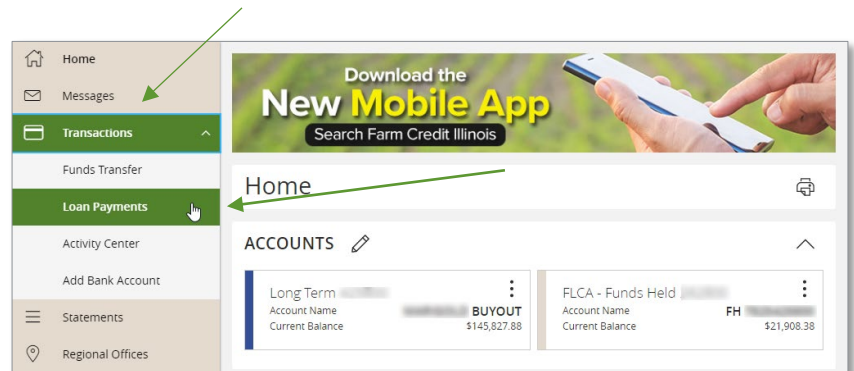 Home
Messages
Transactions
Funds Transfer
Loan Payments
Activity Center
Add Bank Account
Statements
Regional Offices
Download the
New Mobile App
Search Farm Credit Illinois
Home
ACCOUNTS
Long Term
Account Name BUYOUT
Current Balance $145,827.88
FLCA - Funds Held
Account Name FH
Current Balance $21,908.38